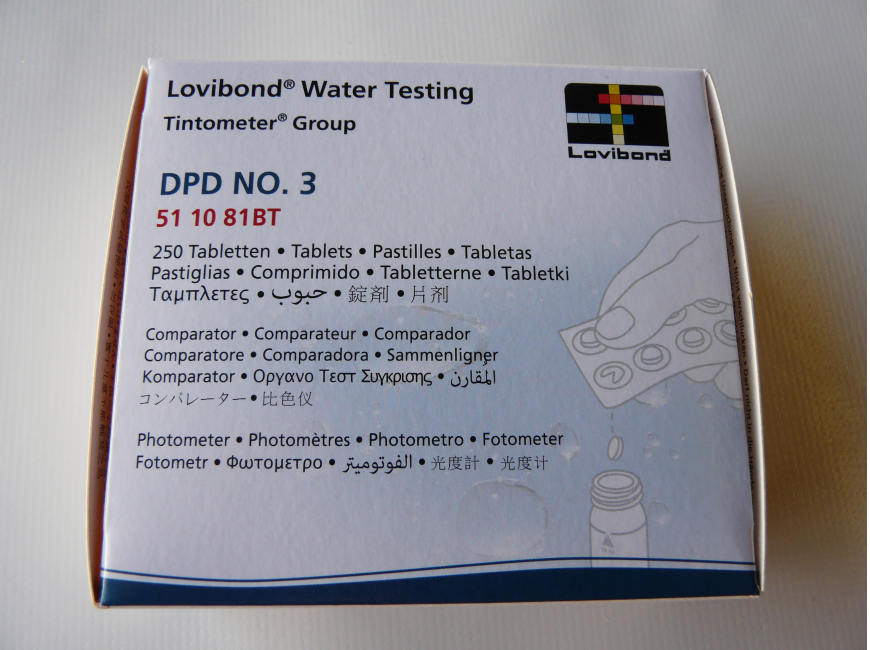 Lovibond® Water Testing
Tintometer® Group
Lovibond
DPD NO. 3
51 10 81BT
250 Tabletten • Tablets • Pastilles • Tabletas
Pastiglias • Comprimido • Tabletterne • Tabletki
Ταμπλετες • حبوب • 錠剤 • 片剂
Comparator • Comparateur • Comparador
Comparatore • Comparadora • Sammenligner
Komparator • Οργανο Τεστ Συγκρισης • المُقارن
コンパレーター • 比色仪
Photometer • Photomètres • Photometro • Fotometer
Fotometr • Φωτομετρο • الفوتوميتر • 光度計 • 光度计